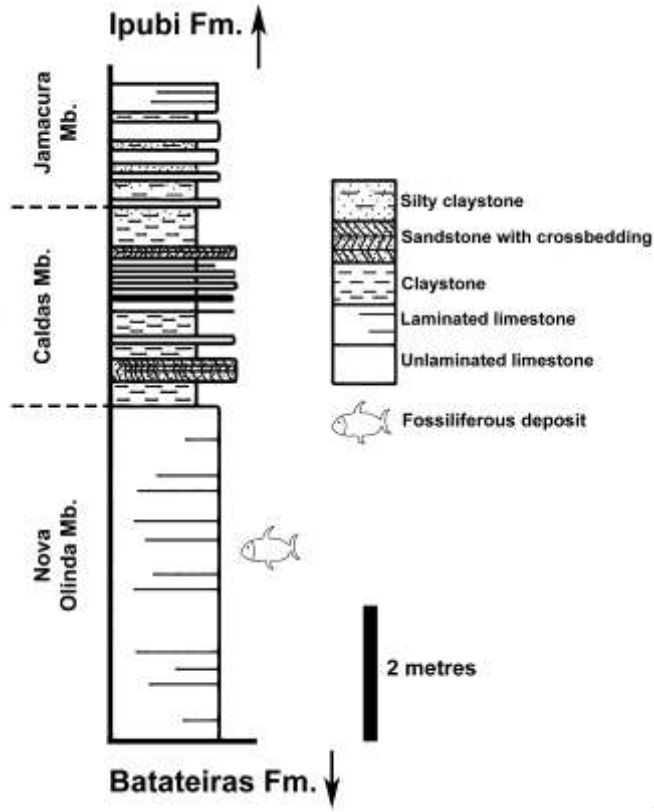 Ipubi Fm.
Jamacura
Mb.
Caldas Mb.
Nova
Olinda Mb.
Silty claystone
Sandstone with crossbedding
Claystone
Laminated limestone
Unlaminated limestone
Fossiliferous deposit
2 metres
Batateiras Fm.